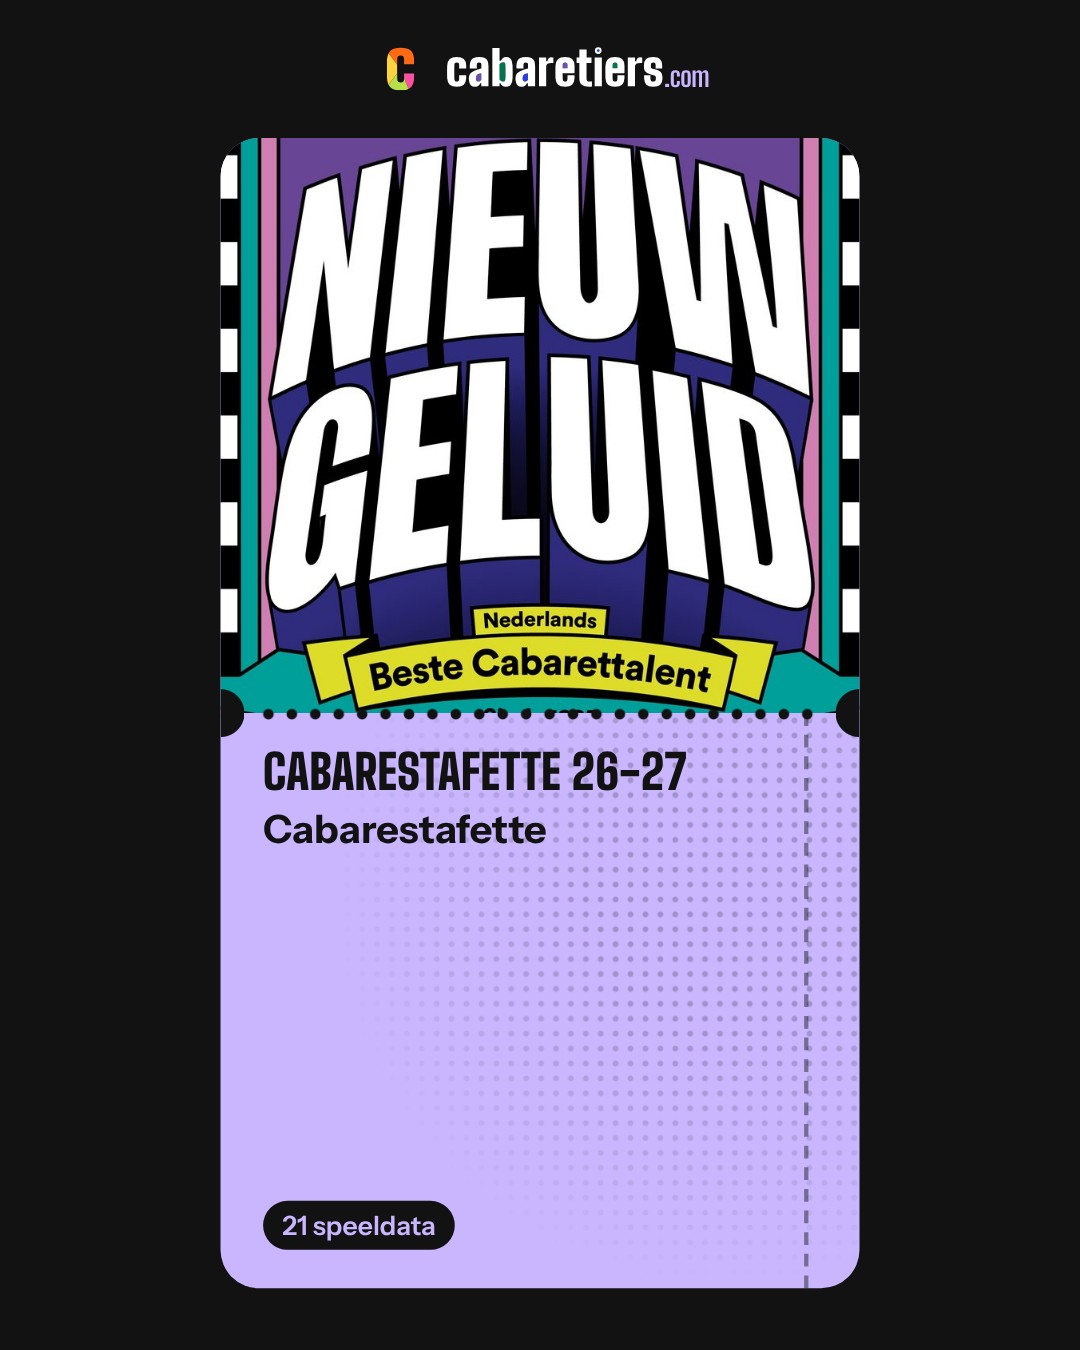 cabaretiers.com
NIEUW
GELUID
Nederlands
Beste Cabarettalent
CABARESTAFETTE 26-27
Cabarestafette
21 speeldata